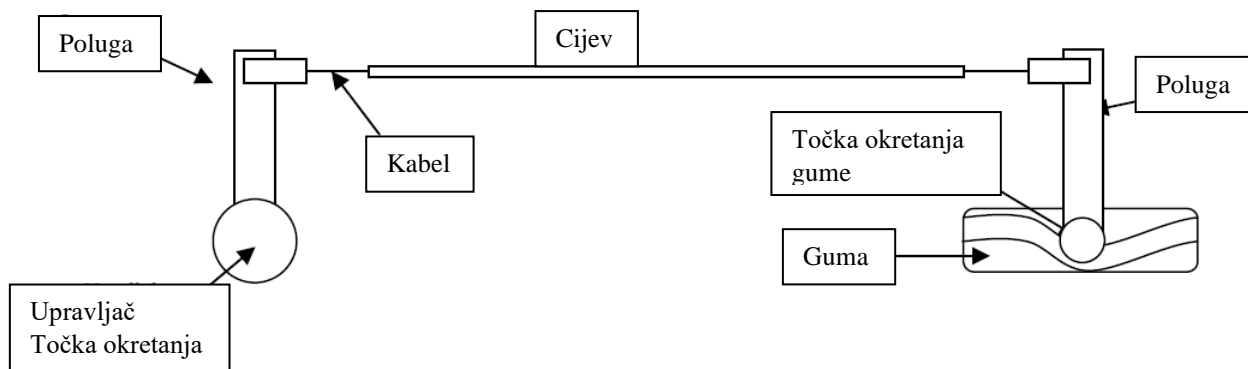 Poluga
Cijev
Poluga
Kabel
Točka okretanja
gume
Guma
Upravljač
Točka okretanja